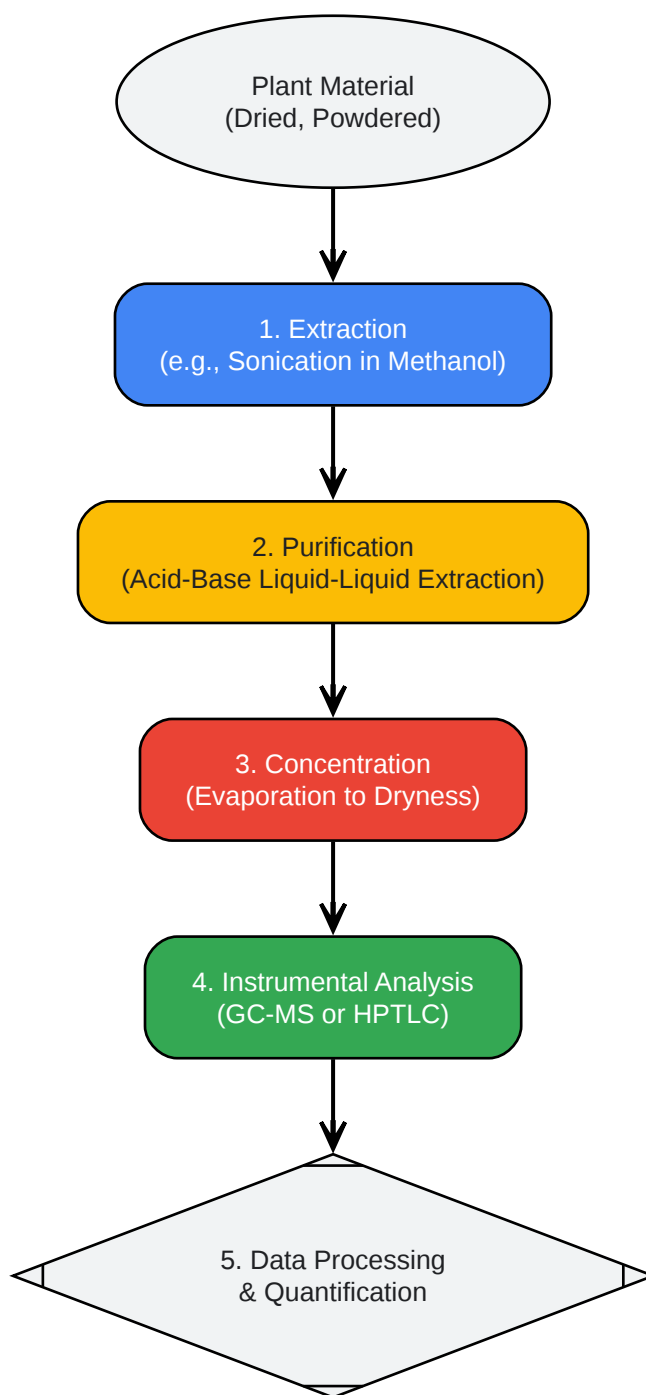 Plant Material
(Dried, Powdered)
1. Extraction
(e.g., Sonication in Methanol)
2. Purification
(Acid-Base Liquid-Liquid Extraction)
3. Concentration
(Evaporation to Dryness)
4. Instrumental Analysis
(GC-MS or HPTLC)
5. Data Processing
& Quantification